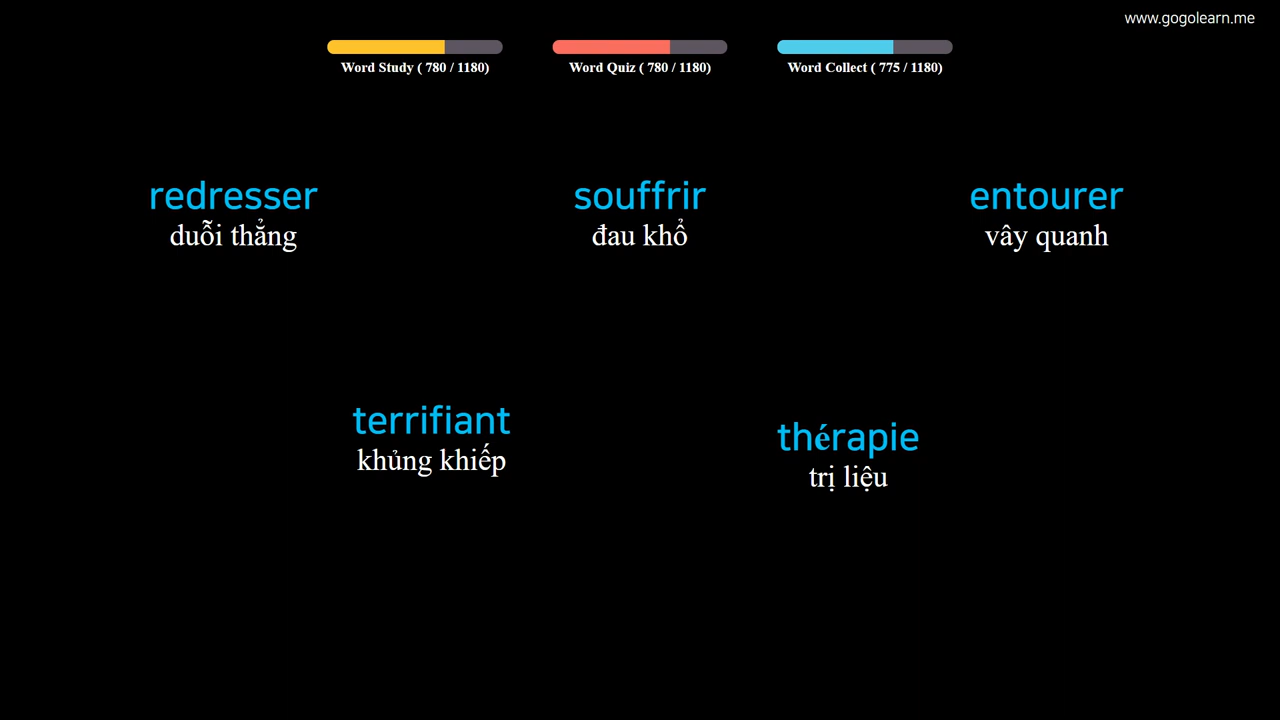 www.gogolearn.me
Word Study ( 780 / 1180)
Word Quiz ( 780 / 1180)
Word Collect ( 775 / 1180)
redresser
duỗi thẳng
souffrir
đau khổ
entourer
vây quanh
terrifiant
khủng khiếp
thérapie
trị liệu